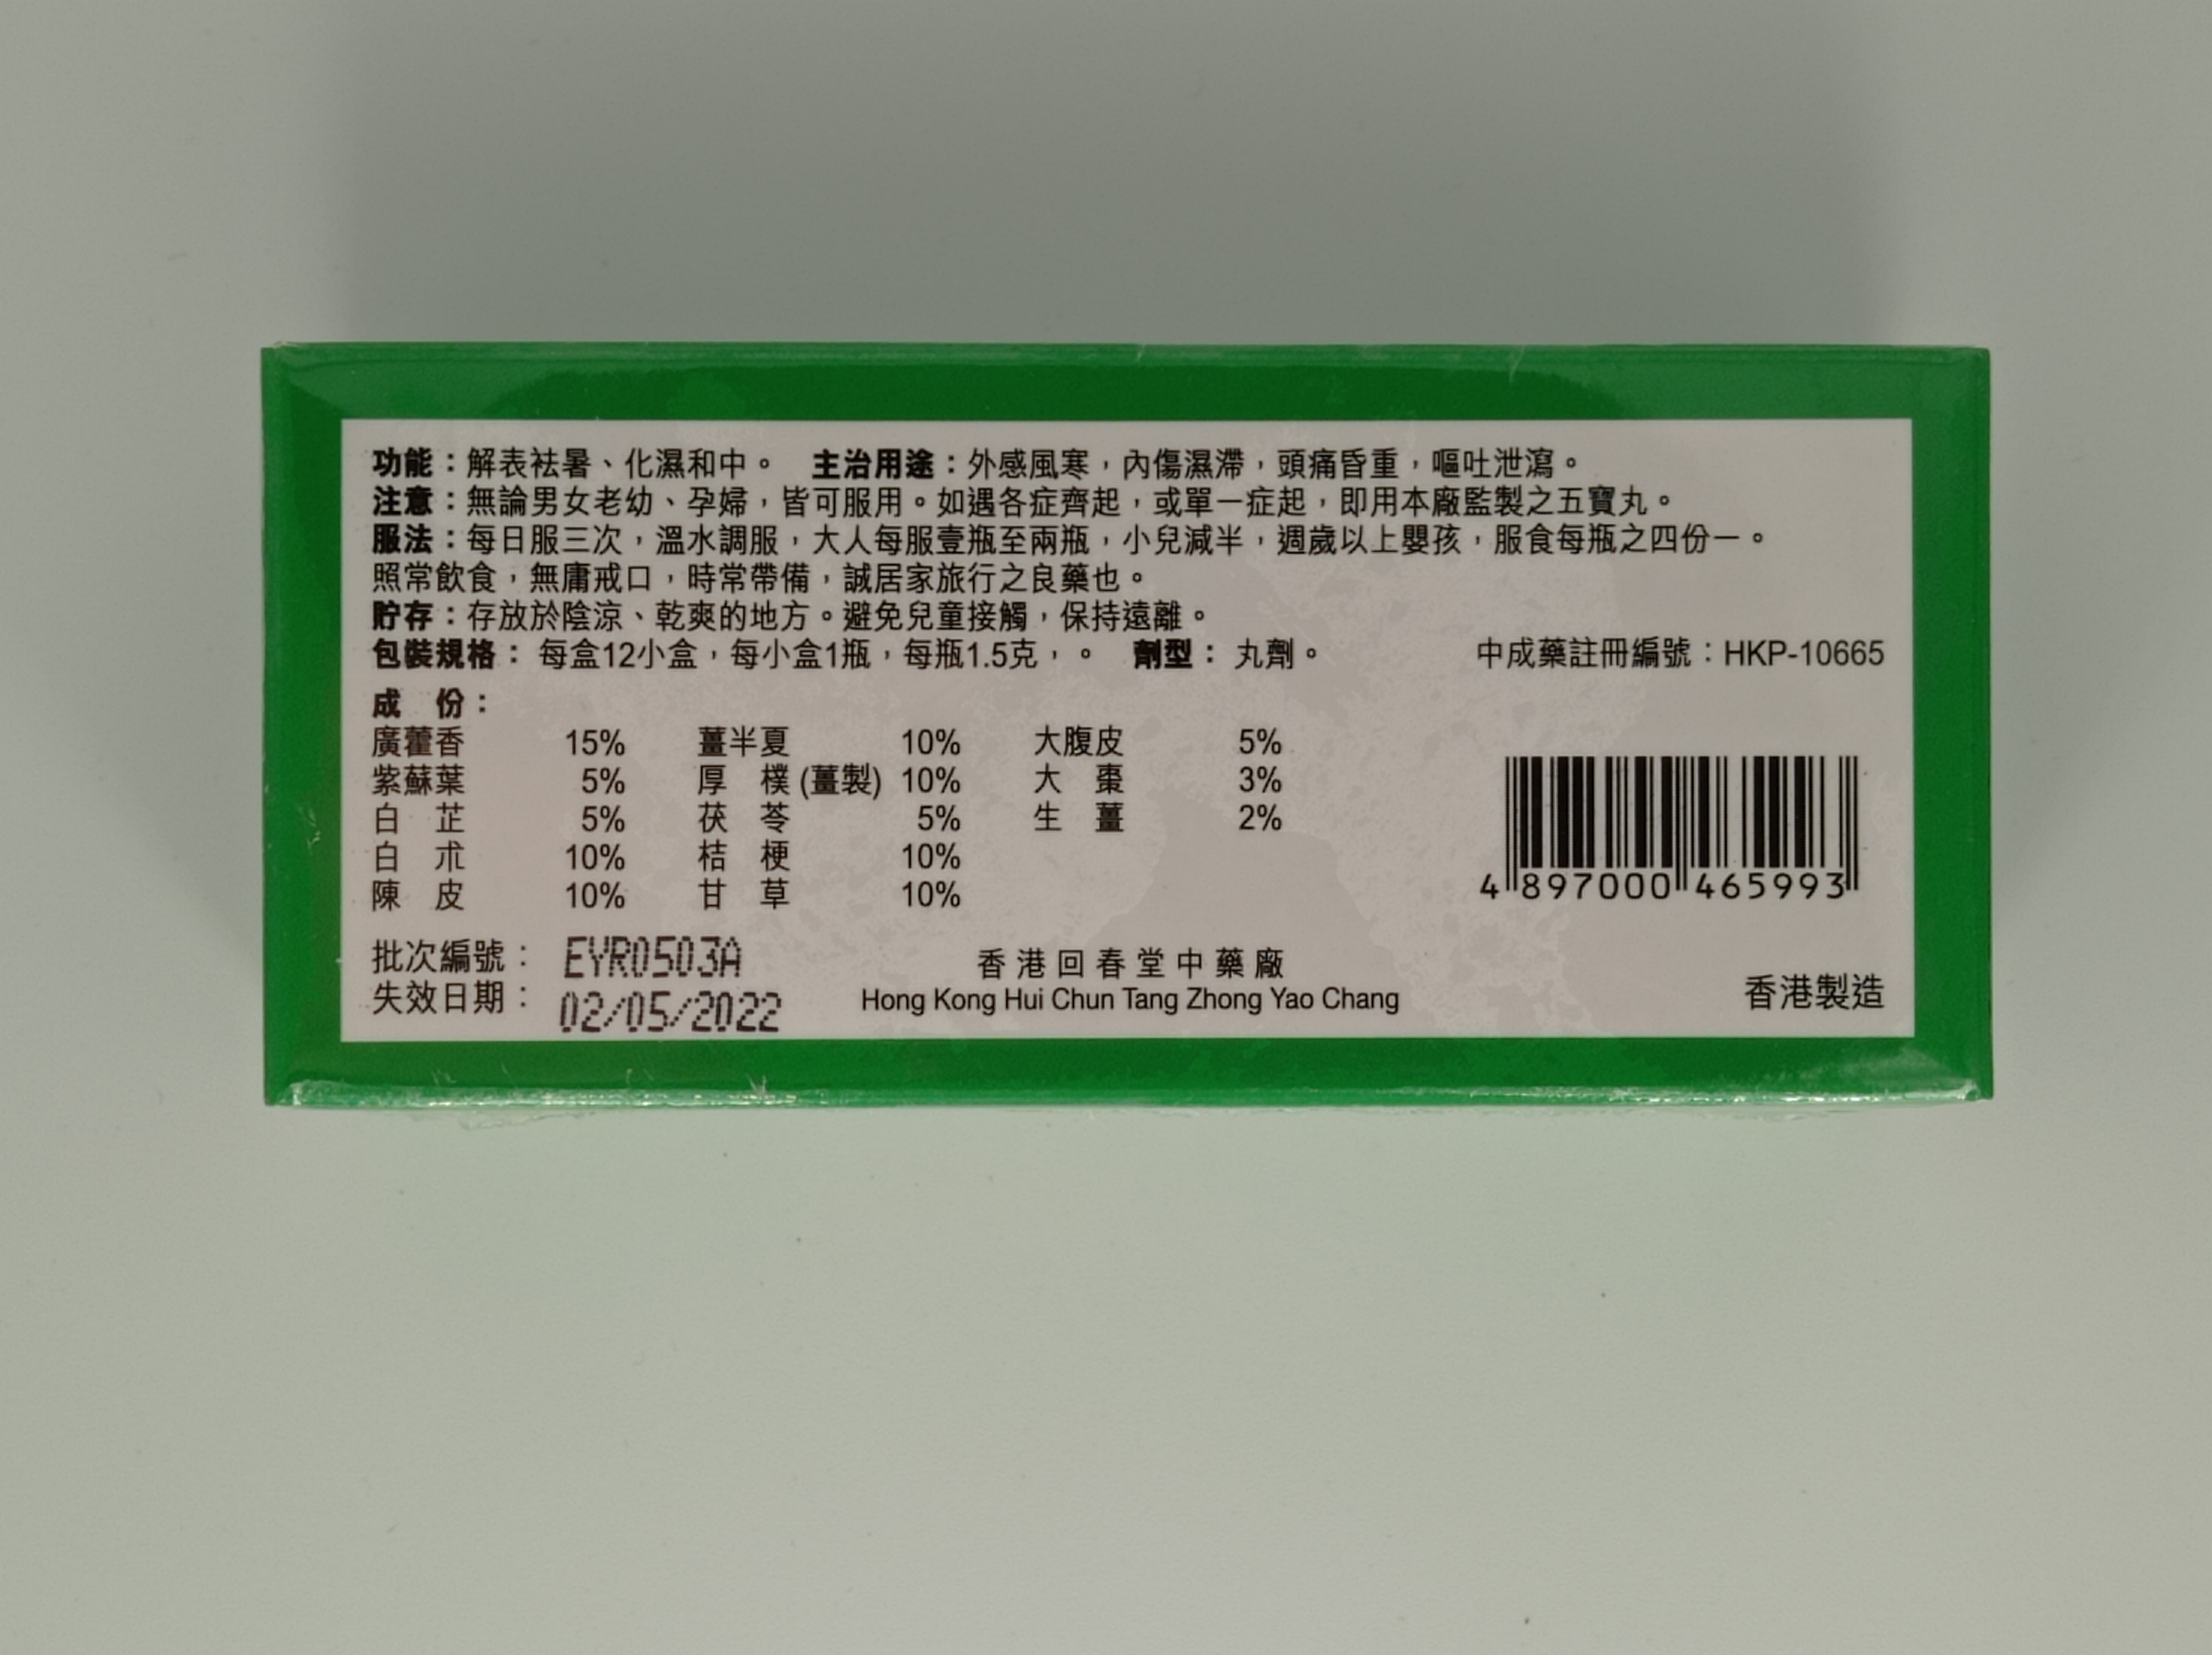 功能：解表袪暑、化濕和中。 主治用途：外感風寒，內傷濕滯，頭痛昏重，嘔吐泄瀉。
注意：無論男女老幼、孕婦，皆可服用。如遇各症齊起，或單一症起，即用本廠監製之五寶丸。
服法：每日服三次，溫水調服，大人每服壹瓶至兩瓶，小兒減半，週歲以上嬰孩，服食每瓶之四份一。
照常飲食，無庸戒口，時常帶備，誠居家旅行之良藥也。
貯存：存放於陰涼、乾爽的地方。避免兒童接觸，保持遠離。
包裝規格： 每盒12小盒，每小盒1瓶，每瓶1.5克，。 劑型： 丸劑。 中成藥註冊編號：HKP-10665
成 份：
廣藿香 15% 薑半夏 10% 大腹皮 5%
紫蘇葉 5% 厚 樸 (薑製) 10% 大 棗 3%
白 芷 5% 茯 苓 5% 生 薑 2%
白 朮 10% 桔 梗 10%
陳 皮 10% 甘 草 10%
4 897000 465993
批次編號： EYR0503A
失效日期： 02/05/2022
香港回春堂中藥廠
Hong Kong Hui Chun Tang Zhong Yao Chang
香港製造